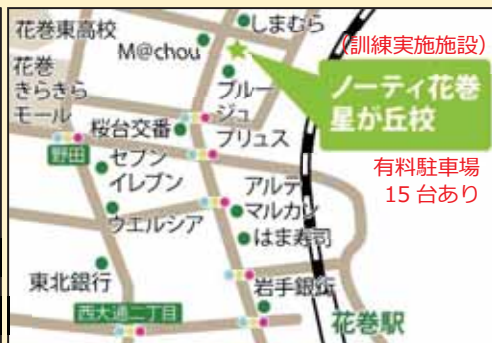 しまむら
花巻東高校
M@chou
(訓練実施施設)
花巻
きらきら
モール
ノーティ花巻
星が丘校
ブルー
ジュ
プリュス
桜台交番
野田
セブン
イレブン
有料駐車場
15 台あり
アルテ
マルカン
ウエルシア
はま寿司
東北銀行
岩手銀行
西大通二丁目
花巻駅